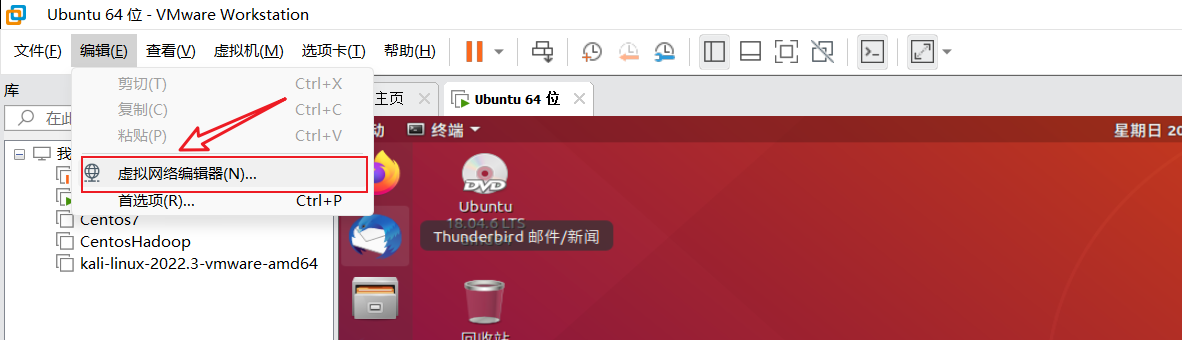 Ubuntu 64 位 - VMware Workstation
文件(F) 编辑(E) 查看(V) 虚拟机(M) 选项卡(T) 帮助(H)
库
剪切(T) Ctrl+X
复制(C) Ctrl+C
粘贴(P) Ctrl+V
虚拟网络编辑器(N)...
首选项(R)... Ctrl+P
在此
我
Centos7
CentosHadoop
kali-linux-2022.3-vmware-amd64
主页
Ubuntu 64 位
动 终端 星期日 20
DVD
Ubuntu
18.04.6 LTS
Thunderbird 邮件/新闻
回收站